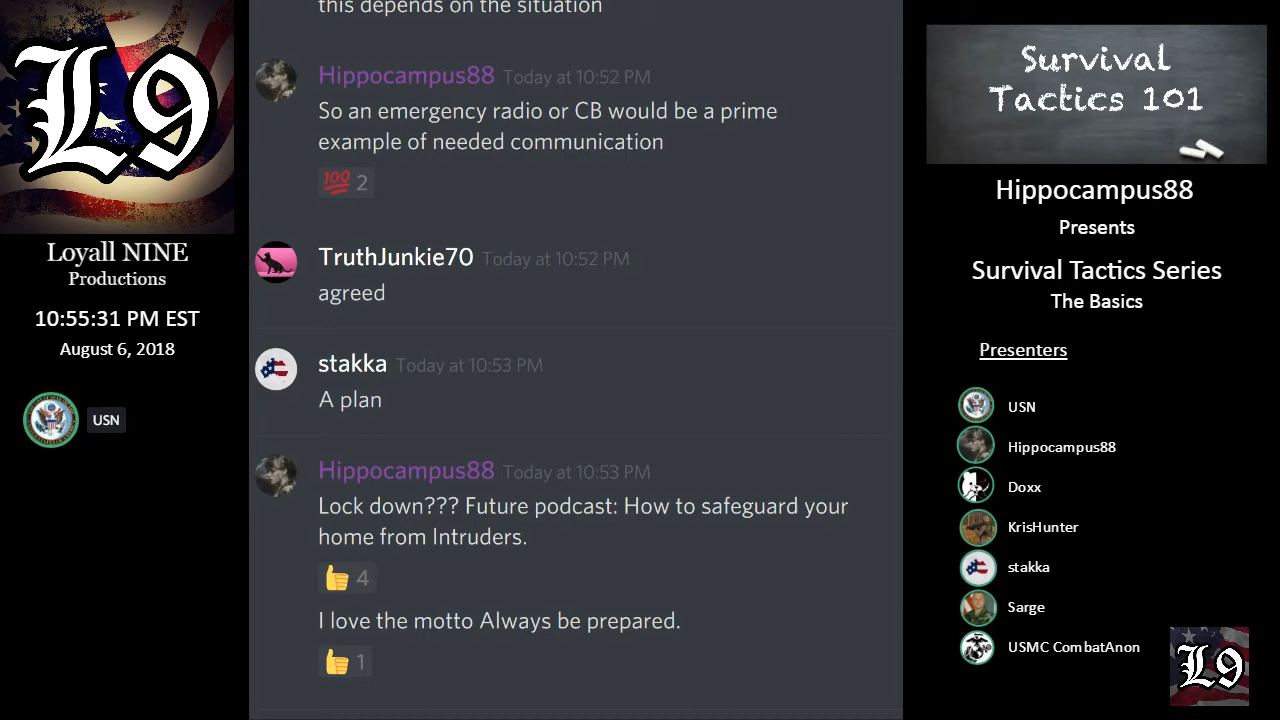 L9
Loyall NINE
Productions
10:55:31 PM EST
August 6, 2018
USN
this depends on the situation
Hippocampus88 Today at 10:52 PM
So an emergency radio or CB would be a prime
example of needed communication
💯 2
TruthJunkie70 Today at 10:52 PM
agreed
stakka Today at 10:53 PM
A plan
Hippocampus88 Today at 10:53 PM
Lock down??? Future podcast: How to safeguard your
home from Intruders.
👍 4
I love the motto Always be prepared.
👍 1
Survival
Tactics 101
Hippocampus88
Presents
Survival Tactics Series
The Basics
Presenters
USN
Hippocampus88
Doxx
KrisHunter
stakka
Sarge
USMC CombatAnon
L9